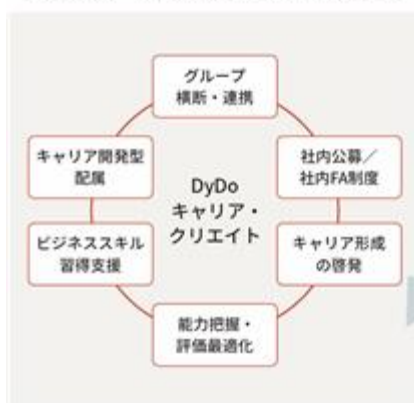 グループ
横断・連携
キャリア開発型
配属
社内公募／
社内FA制度
DyDo
キャリア・
クリエイト
ビジネススキル
習得支援
キャリア形成
の啓発
能力把握・
評価最適化